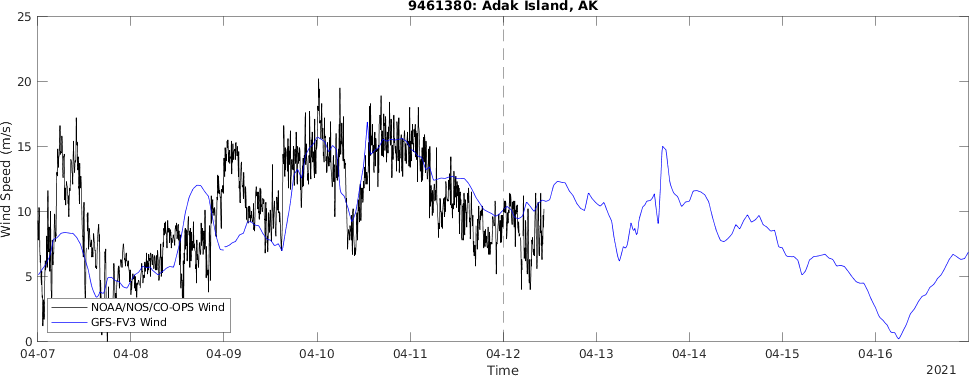 9461380: Adak Island, AK
25
20
15
10
5
0
Wind Speed (m/s)
NOAA/NOS/CO-OPS Wind
GFS-FV3 Wind
04-07 04-08 04-09 04-10 04-11 04-12 04-13 04-14 04-15 04-16
Time
2021